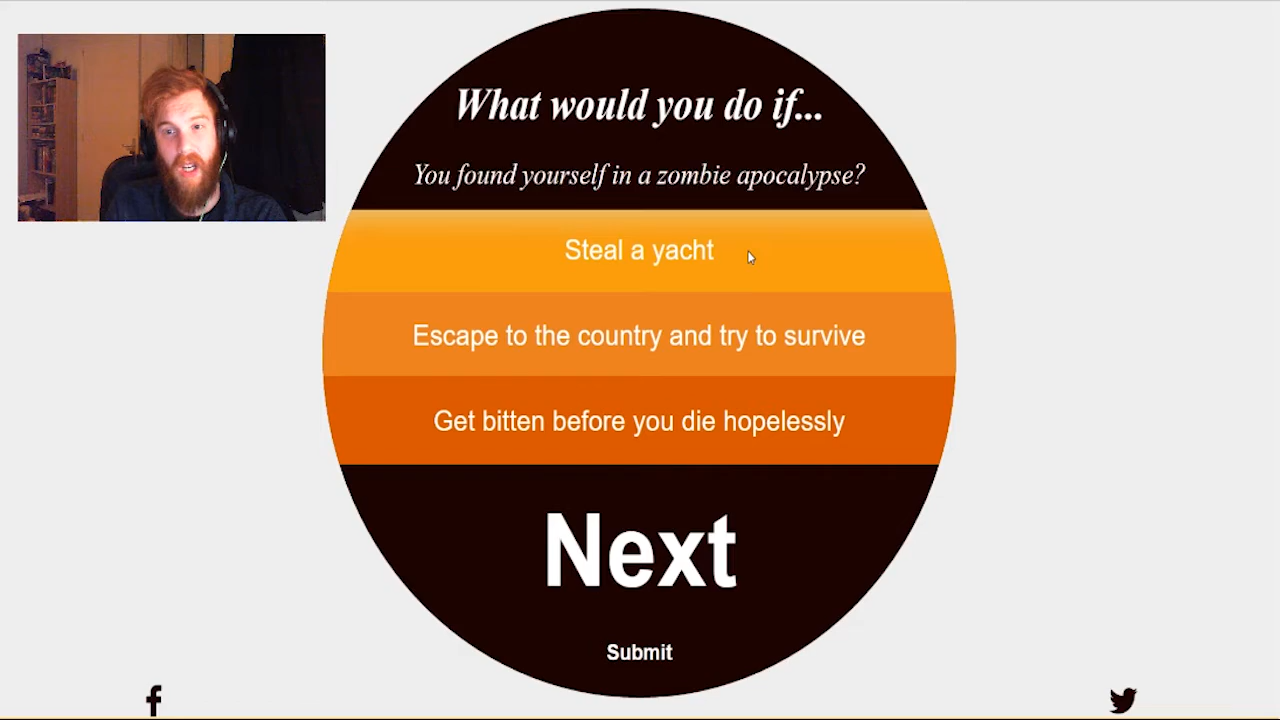 What would you do if...
You found yourself in a zombie apocalypse?
Steal a yacht
Escape to the country and try to survive
Get bitten before you die hopelessly
Next
Submit